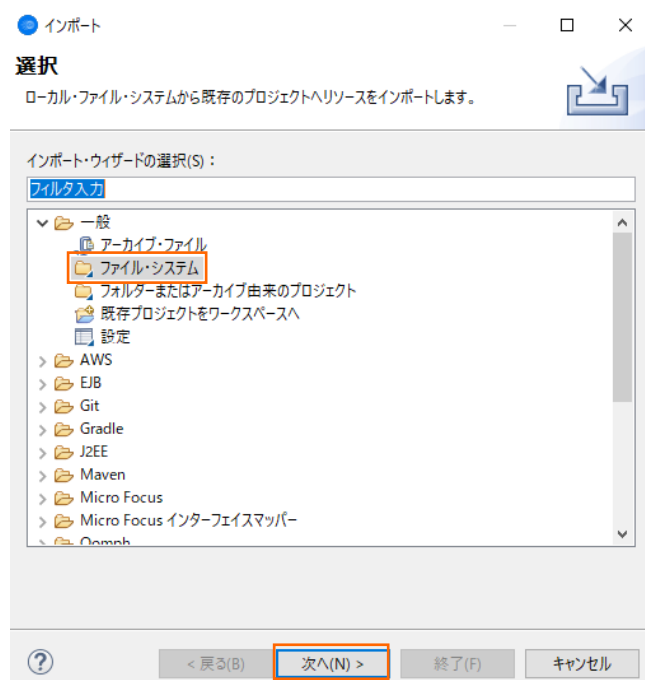 インポート
選択
ローカル・ファイル・システムから既存のプロジェクトへリソースをインポートします。
インポート・ウィザードの選択(S)：
フィルタ入力
一般
アーカイブ・ファイル
ファイル・システム
フォルダーまたはアーカイブ由来のプロジェクト
既存プロジェクトをワークスペースへ
設定
AWS
EJB
Git
Gradle
J2EE
Maven
Micro Focus
Micro Focus インターフェイスマッパー
Oomph
< 戻る(B) 次へ(N) > 終了(F) キャンセル